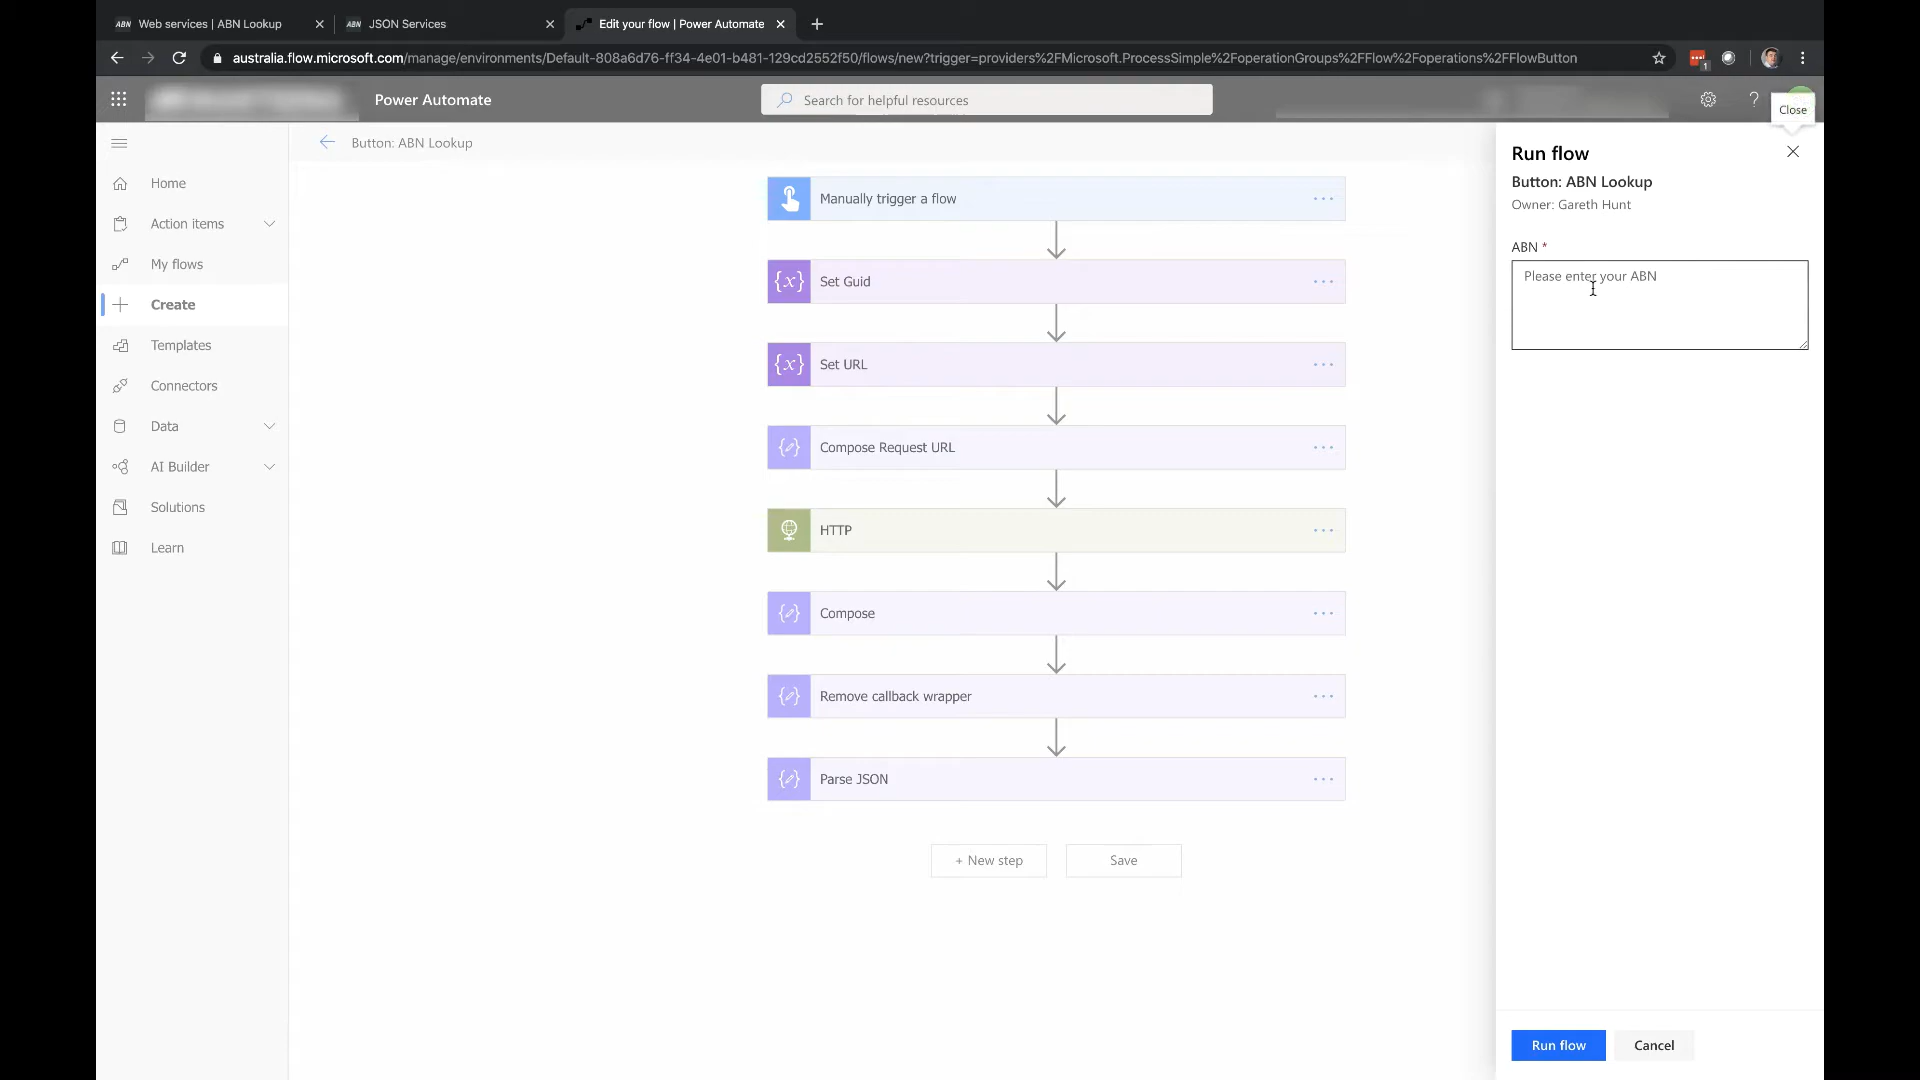 ABN Web services | ABN Lookup
ABN JSON Services
Edit your flow | Power Automate
australia.flow.microsoft.com/manage/environments/Default-808a6d76-ff34-4e01-b481-129cd2552f50/flows/new?trigger=providers%2FMicrosoft.ProcessSimple%2FoperationGroups%2FFlow%2Foperations%2FFlowButton
1
Power Automate
Search for helpful resources
?
Close
Button: ABN Lookup
Home
Action items
My flows
Create
Templates
Connectors
Data
AI Builder
Solutions
Learn
Manually trigger a flow
{x} Set Guid
{x} Set URL
Compose Request URL
HTTP
Compose
Remove callback wrapper
Parse JSON
+ New step
Save
Run flow
Button: ABN Lookup
Owner: Gareth Hunt
ABN *
Please enter your ABN
Run flow
Cancel